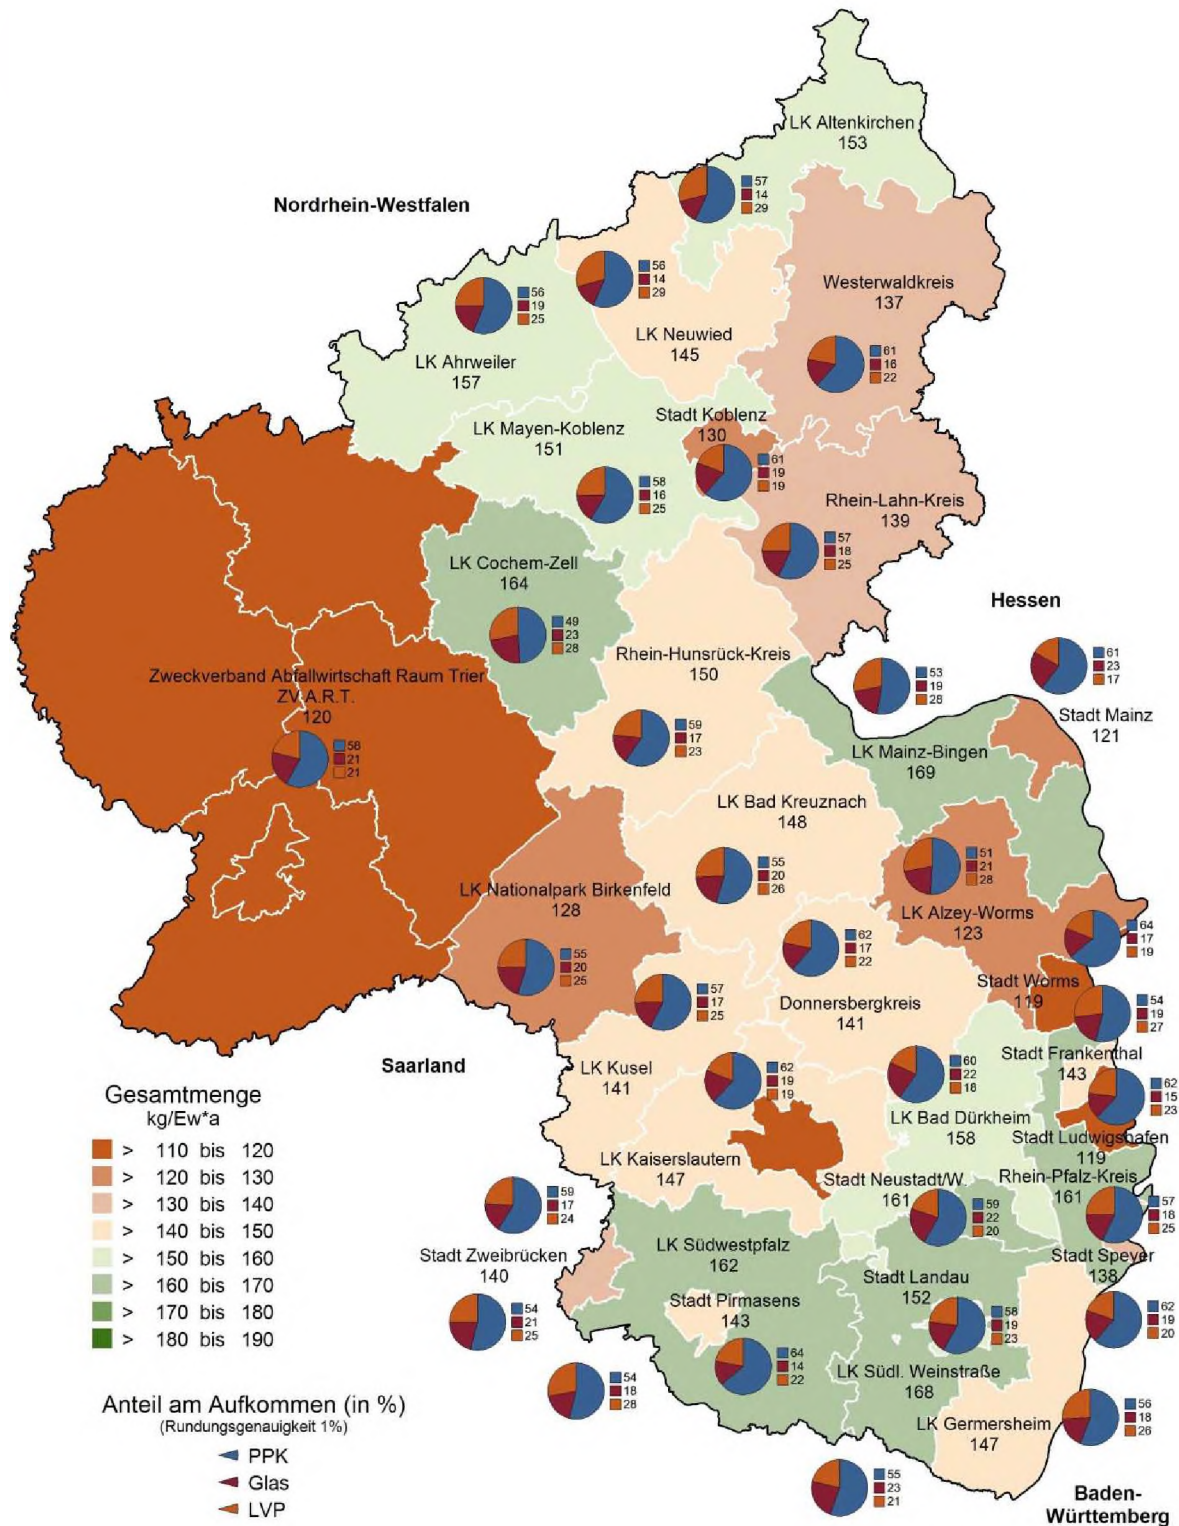 LK Altenkirchen
153
57
14
29
Nordrhein-Westfalen
Westerwaldkreis
137
61
16
22
56
14
29
LK Neuwied
145
56
19
25
LK Ahrweiler
157
Stadt Koblenz
130
61
19
19
LK Mayen-Koblenz
151
58
16
25
Rhein-Lahn-Kreis
139
57
18
25
LK Cochem-Zell
164
49
23
28
Hessen
Rhein-Hunsrück-Kreis
150
59
17
23
53
19
28
61
23
17
Stadt Mainz
121
Zweckverband Abfallwirtschaft Raum Trier
ZV A.R.T.
120
58
21
21
LK Mainz-Bingen
169
LK Bad Kreuznach
148
55
20
26
51
21
28
LK Alzey-Worms
123
LK Nationalpark Birkenfeld
128
55
20
25
64
17
19
62
17
22
Stadt Worms
119
Donnersbergkreis
141
57
17
25
54
19
27
Saarland
LK Kusel
141
Stadt Frankenthal
143
62
19
19
60
22
18
62
15
23
LK Bad Dürkheim
158
Stadt Ludwigshafen
119
LK Kaiserslautern
147
Stadt Neustadt/W.
161
Rhein-Pfalz-Kreis
161
59
17
24
59
22
20
57
18
25
Stadt Zweibrücken
140
LK Südwestpfalz
162
Stadt Speyer
138
Stadt Landau
152
Stadt Pirmasens
143
54
21
25
58
19
23
62
19
20
64
14
22
LK Südl. Weinstraße
168
54
18
28
LK Germersheim
147
56
18
26
55
23
21
Baden-
Württemberg
Gesamtmenge
kg/Ew*a
> 110 bis 120
> 120 bis 130
> 130 bis 140
> 140 bis 150
> 150 bis 160
> 160 bis 170
> 170 bis 180
> 180 bis 190
Anteil am Aufkommen (in %)
(Rundungsgenauigkeit 1%)
PPK
Glas
LVP